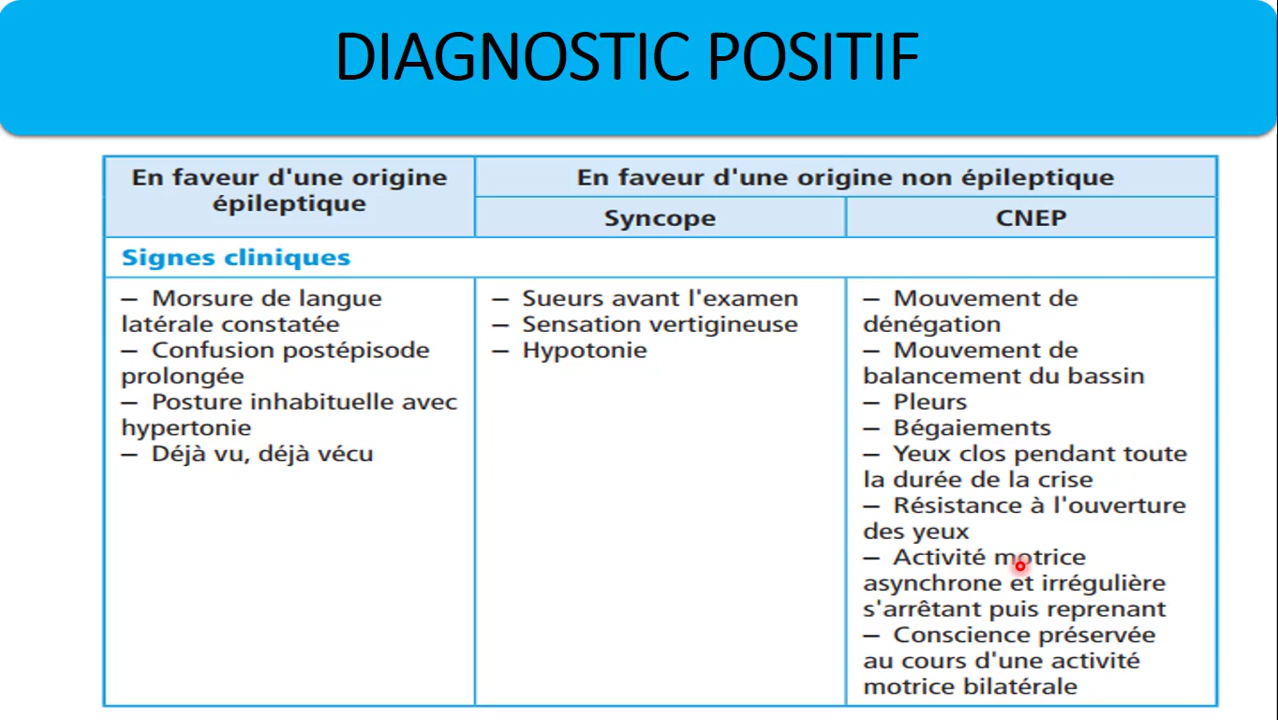 DIAGNOSTIC POSITIF
En faveur d'une origine
épileptique
En faveur d'une origine non épileptique
Syncope
CNEP
Signes cliniques
– Morsure de langue
latérale constatée
– Confusion postépisode
prolongée
– Posture inhabituelle avec
hypertonie
– Déjà vu, déjà vécu
– Sueurs avant l'examen
– Sensation vertigineuse
– Hypotonie
– Mouvement de
dénégation
– Mouvement de
balancement du bassin
– Pleurs
– Bégaiements
– Yeux clos pendant toute
la durée de la crise
– Résistance à l'ouverture
des yeux
– Activité motrice
asynchrone et irrégulière
s'arrêtant puis reprenant
– Conscience préservée
au cours d'une activité
motrice bilatérale